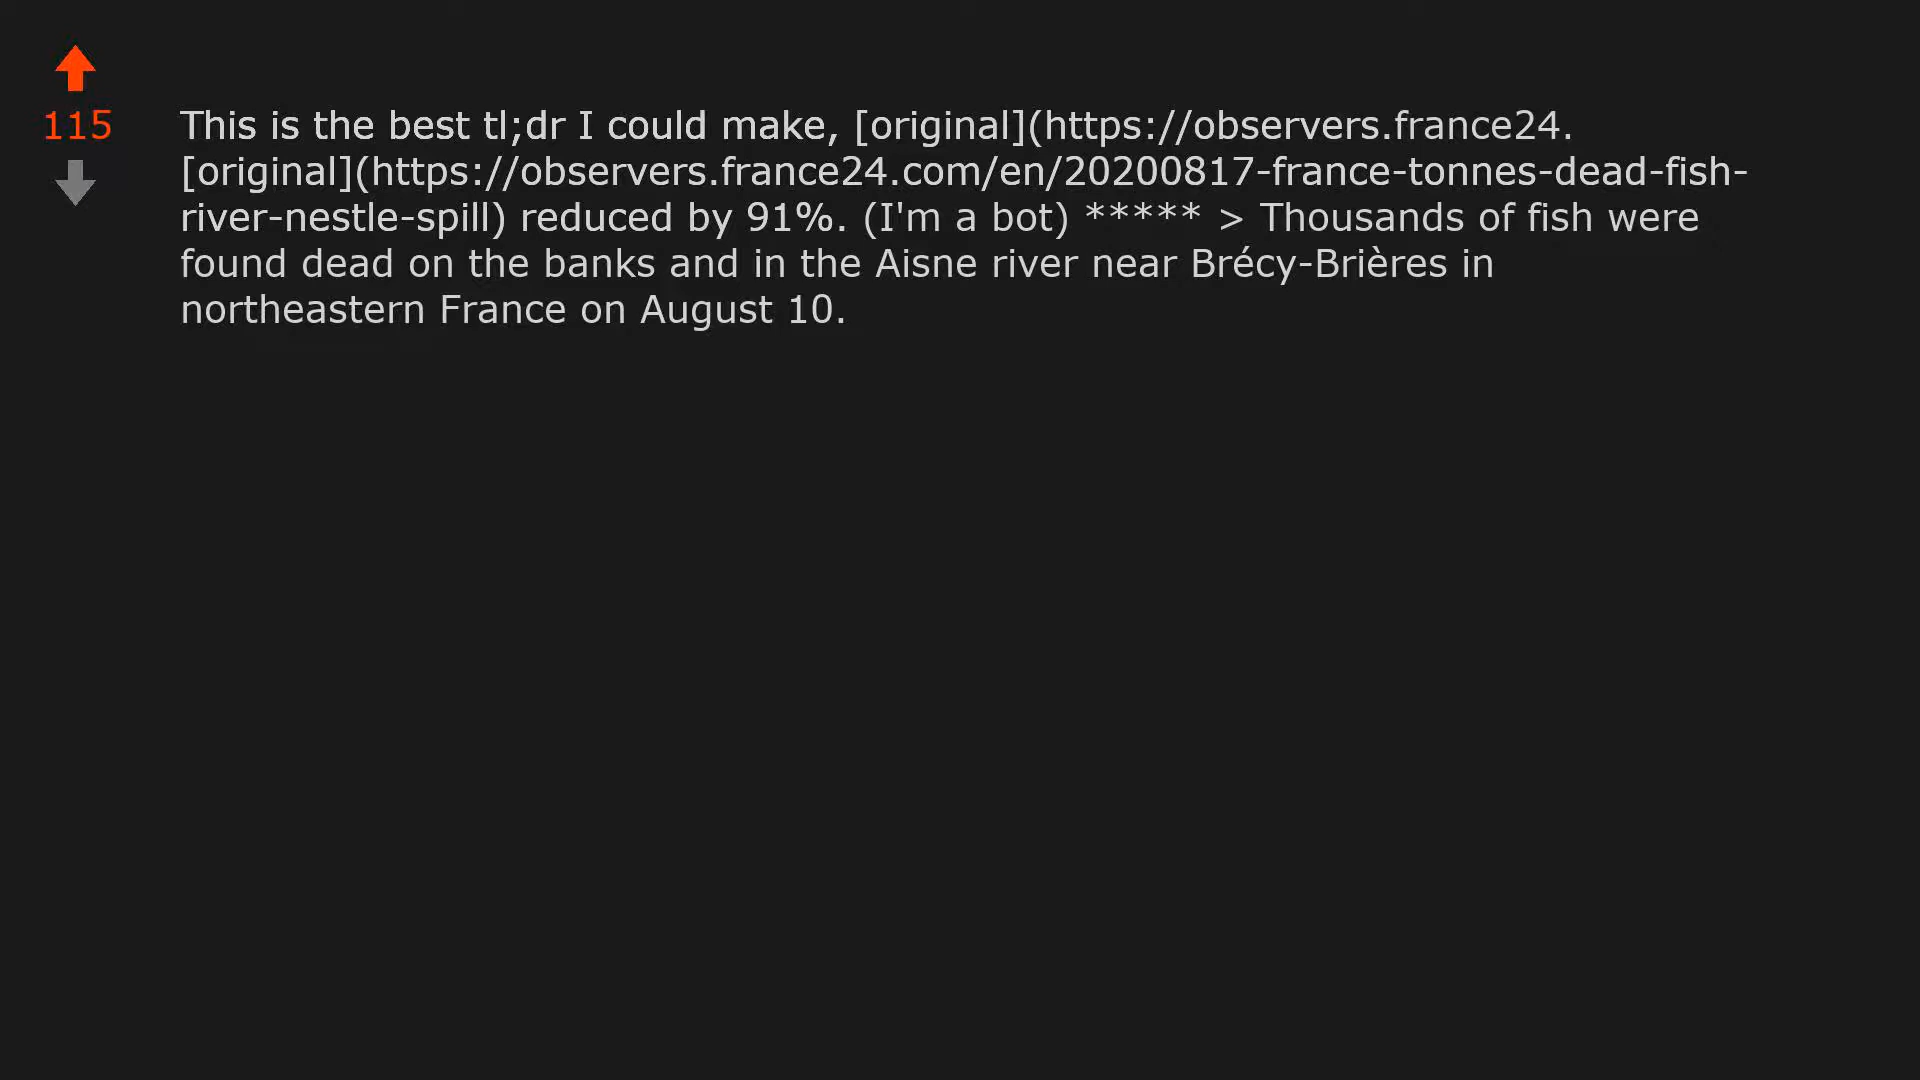 115
This is the best tl;dr I could make, [original](https://observers.france24.
[original](https://observers.france24.com/en/20200817-france-tonnes-dead-fish-
river-nestle-spill) reduced by 91%. (I'm a bot) ***** > Thousands of fish were
found dead on the banks and in the Aisne river near Brécy-Brières in
northeastern France on August 10.